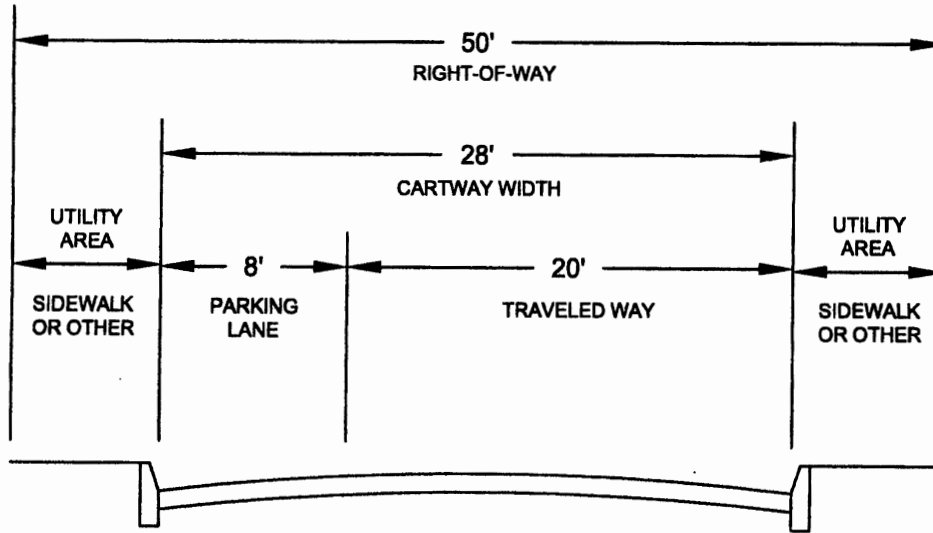 50'
RIGHT-OF-WAY
28'
CARTWAY WIDTH
UTILITY
AREA
SIDEWALK
OR OTHER
8'
PARKING
LANE
20'
TRAVELED WAY
UTILITY
AREA
SIDEWALK
OR OTHER